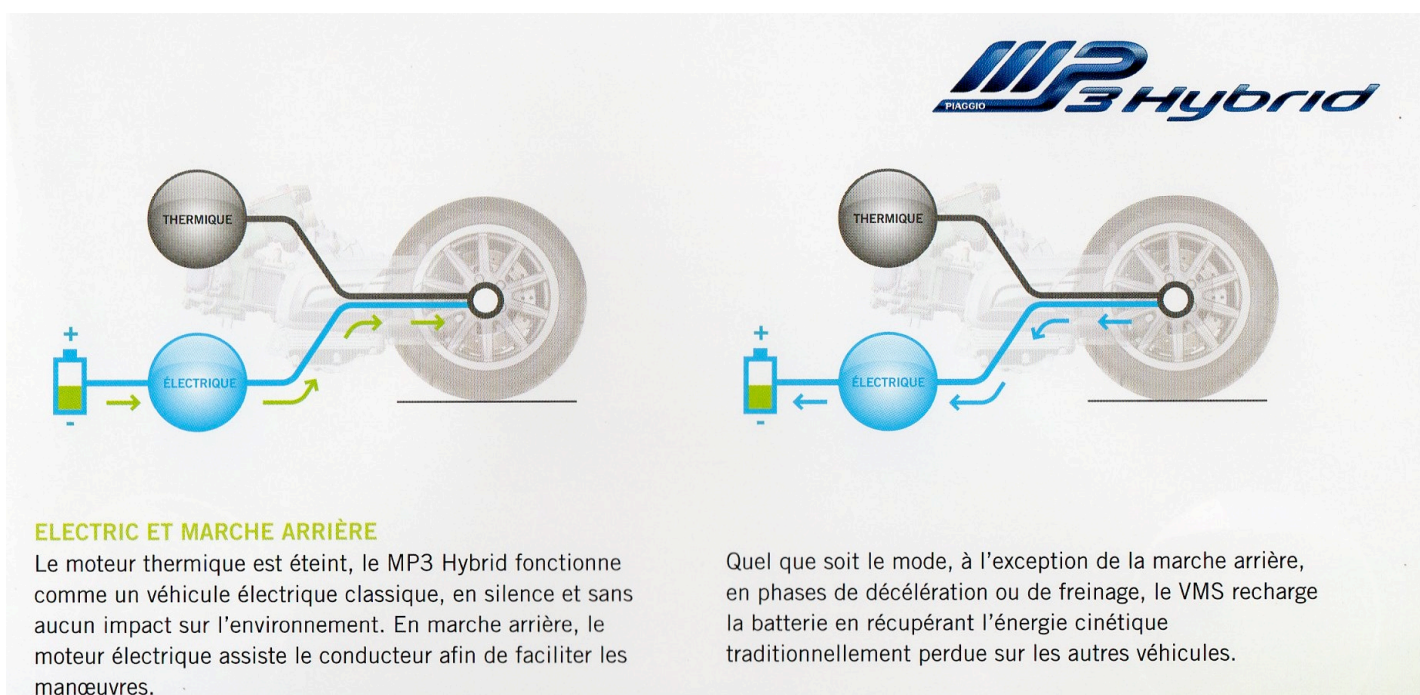 MP3 Hybrid
PIAGGIO
THERMIQUE
+
ÉLECTRIQUE
-
THERMIQUE
+
ÉLECTRIQUE
-
ELECTRIC ET MARCHE ARRIÈRE
Le moteur thermique est éteint, le MP3 Hybrid fonctionne
comme un véhicule électrique classique, en silence et sans
aucun impact sur l'environnement. En marche arrière, le
moteur électrique assiste le conducteur afin de faciliter les
manœuvres.
Quel que soit le mode, à l'exception de la marche arrière,
en phases de décélération ou de freinage, le VMS recharge
la batterie en récupérant l'énergie cinétique
traditionnellement perdue sur les autres véhicules.